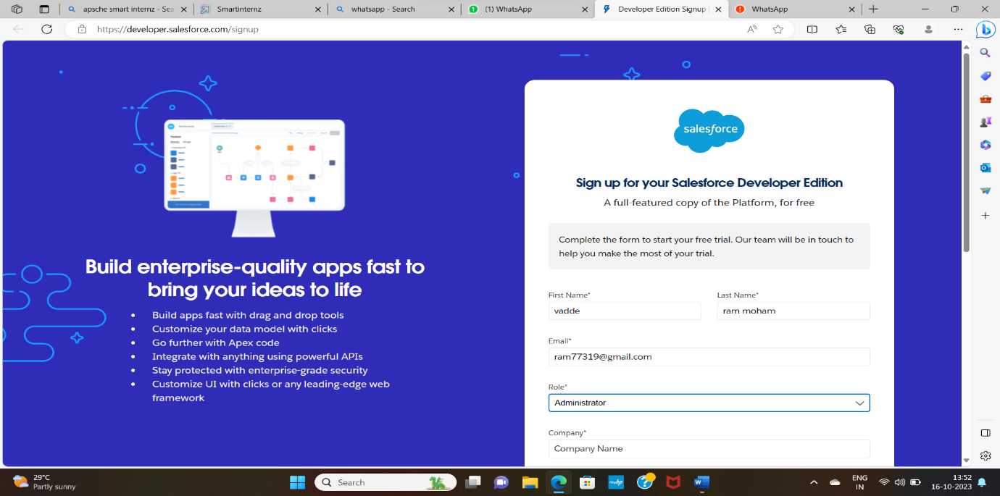 apsche smart internz - Sea
Smartinternz
whatsapp - Search
(1) WhatsApp
Developer Edition Signup
WhatsApp
https://developer.salesforce.com/signup
salesforce
Sign up for your Salesforce Developer Edition
A full-featured copy of the Platform, for free
Complete the form to start your free trial. Our team will be in touch to
help you make the most of your trial.
Build enterprise-quality apps fast to
bring your ideas to life
• Build apps fast with drag and drop tools
• Customize your data model with clicks
• Go further with Apex code
• Integrate with anything using powerful APIs
• Stay protected with enterprise-grade security
• Customize UI with clicks or any leading-edge web
framework
First Name*
Last Name*
vadde
ram moham
Email*
ram77319@gmail.com
Role*
Administrator
Company*
Company Name
29°C
Partly sunny
Search
myhp
ENG
IN
13:52
16-10-2023